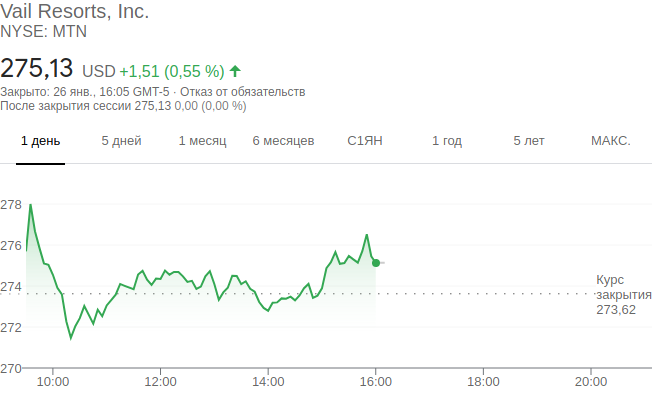 Vail Resorts, Inc.
NYSE: MTN
275,13 USD +1,51 (0,55 %)
Закрыто: 26 янв., 16:05 GMT-5 · Отказ от обязательств
После закрытия сессии 275,13 0,00 (0,00 %)
1 день 5 дней 1 месяц 6 месяцев С1ЯН 1 год 5 лет МАКС.
278
276
274
272
270
Курс
закрытия
273,62
10:00 12:00 14:00 16:00 18:00 20:00